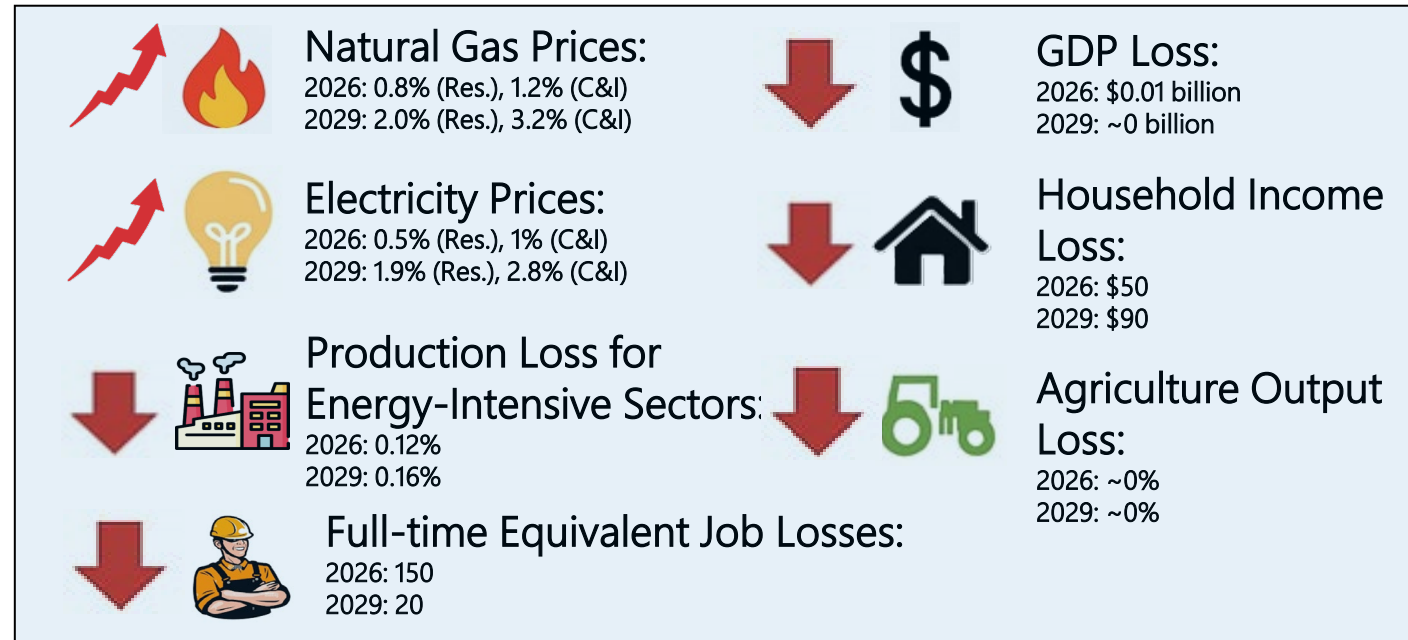 Natural Gas Prices:
2026: 0.8% (Res.), 1.2% (C&I)
2029: 2.0% (Res.), 3.2% (C&I)
Electricity Prices:
2026: 0.5% (Res.), 1% (C&I)
2029: 1.9% (Res.), 2.8% (C&I)
Production Loss for
Energy-Intensive Sectors:
2026: 0.12%
2029: 0.16%
Full-time Equivalent Job Losses:
2026: 150
2029: 20
$
GDP Loss:
2026: $0.01 billion
2029: ~0 billion
Household Income
Loss:
2026: $50
2029: $90
Agriculture Output
Loss:
2026: ~0%
2029: ~0%